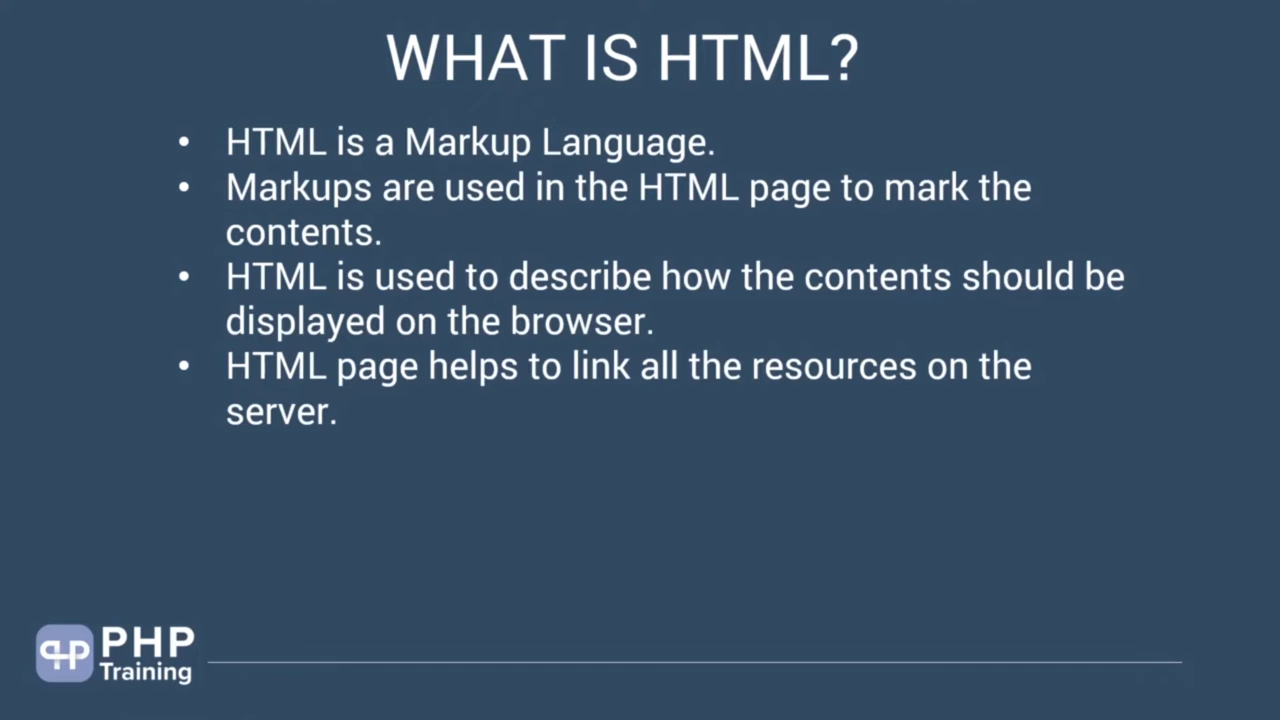 WHAT IS HTML?
• HTML is a Markup Language.
• Markups are used in the HTML page to mark the
contents.
• HTML is used to describe how the contents should be
displayed on the browser.
• HTML page helps to link all the resources on the
server.
PHP
Training